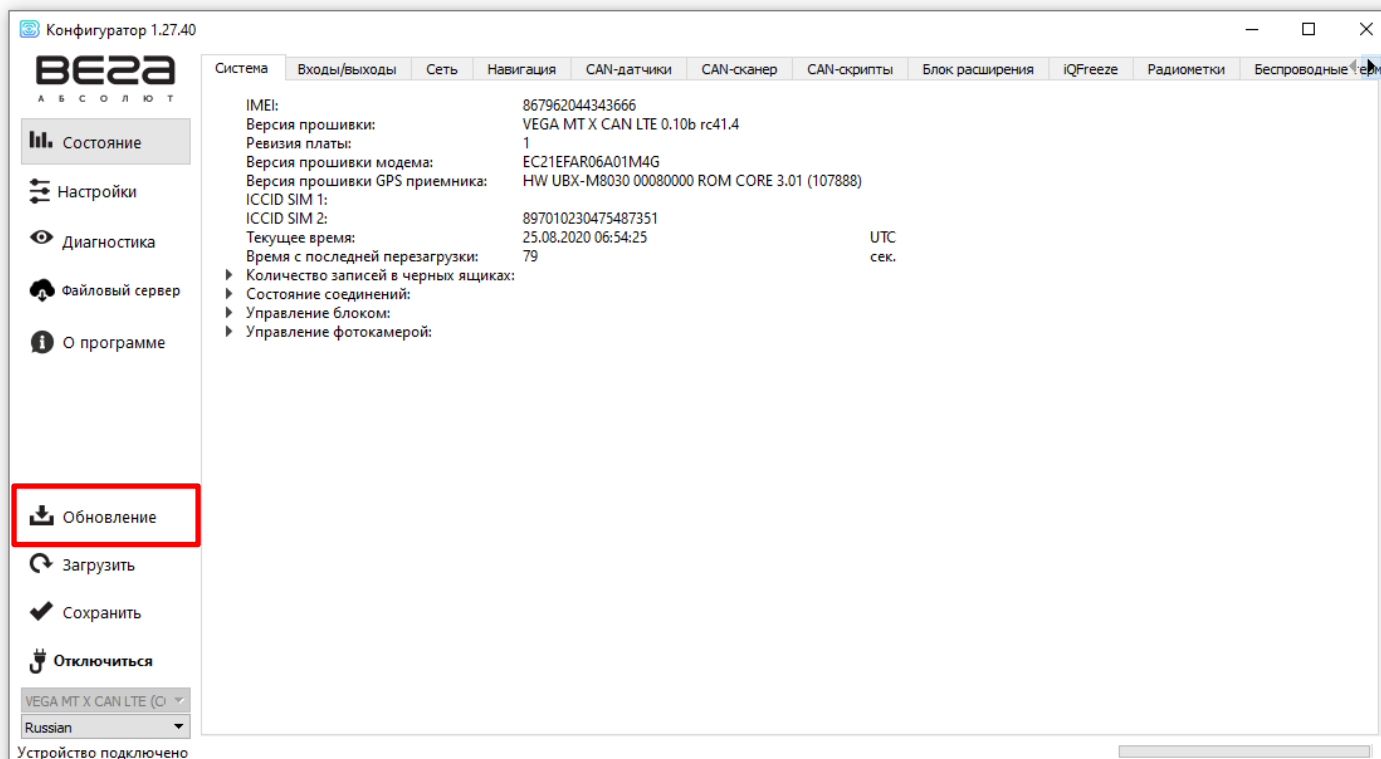 Конфигуратор 1.27.40
ВЕГА
АБСОЛЮТ
Состояние
Настройки
Диагностика
Файловый сервер
О программе
Обновление
Загрузить
Сохранить
Отключиться
VEGA MT X CAN LTE (
Russian
Устройство подключено
Система Входы/выходы Сеть Навигация CAN-датчики CAN-сканер CAN-скрипты Блок расширения iQFreeze Радиометки Беспроводные
IMEI: 867962044343666
Версия прошивки: VEGA MT X CAN LTE 0.10b rc41.4
Ревизия платы: 1
Версия прошивки модема: EC21EFAR06A01M4G
Версия прошивки GPS приемника: HW UBX-M8030 00080000 ROM CORE 3.01 (107888)
ICCID SIM 1:
ICCID SIM 2: 897010230475487351
Текущее время: 25.08.2020 06:54:25 UTC
Время с последней перезагрузки: 79 сек.
Количество записей в черных ящиках:
Состояние соединений:
Управление блоком:
Управление фотокамерой: